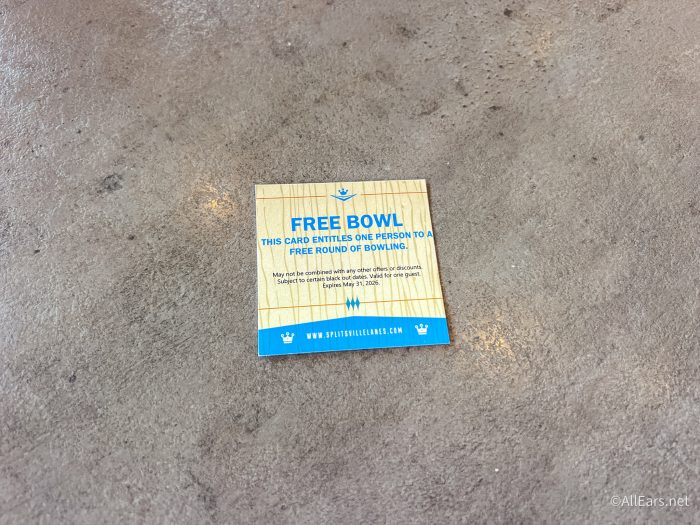 FREE BOWL
THIS CARD ENTITLES ONE PERSON TO A
FREE ROUND OF BOWLING.
May not be combined with any other offers or discounts.
Subject to certain black out dates. Valid for one guest.
Expires May 31, 2026.
WWW.SPLITSVILLELANES.COM
©AllEars.net